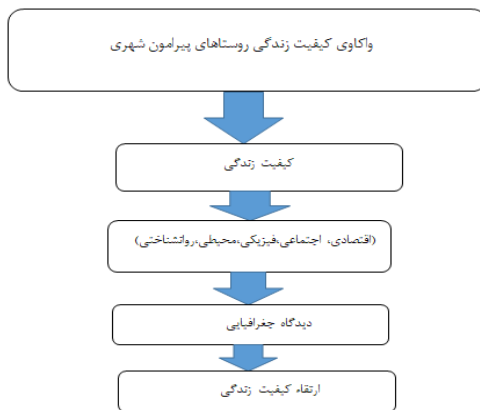 واکاوی کیفیت زندگی روستاهای پیرامون شهری
کیفیت زندگی
(اقتصادی، اجتماعی،فیزیکی،محیطی،روانشناختی)
دیدگاه جغرافیایی
ارتقاء کیفیت زندگی